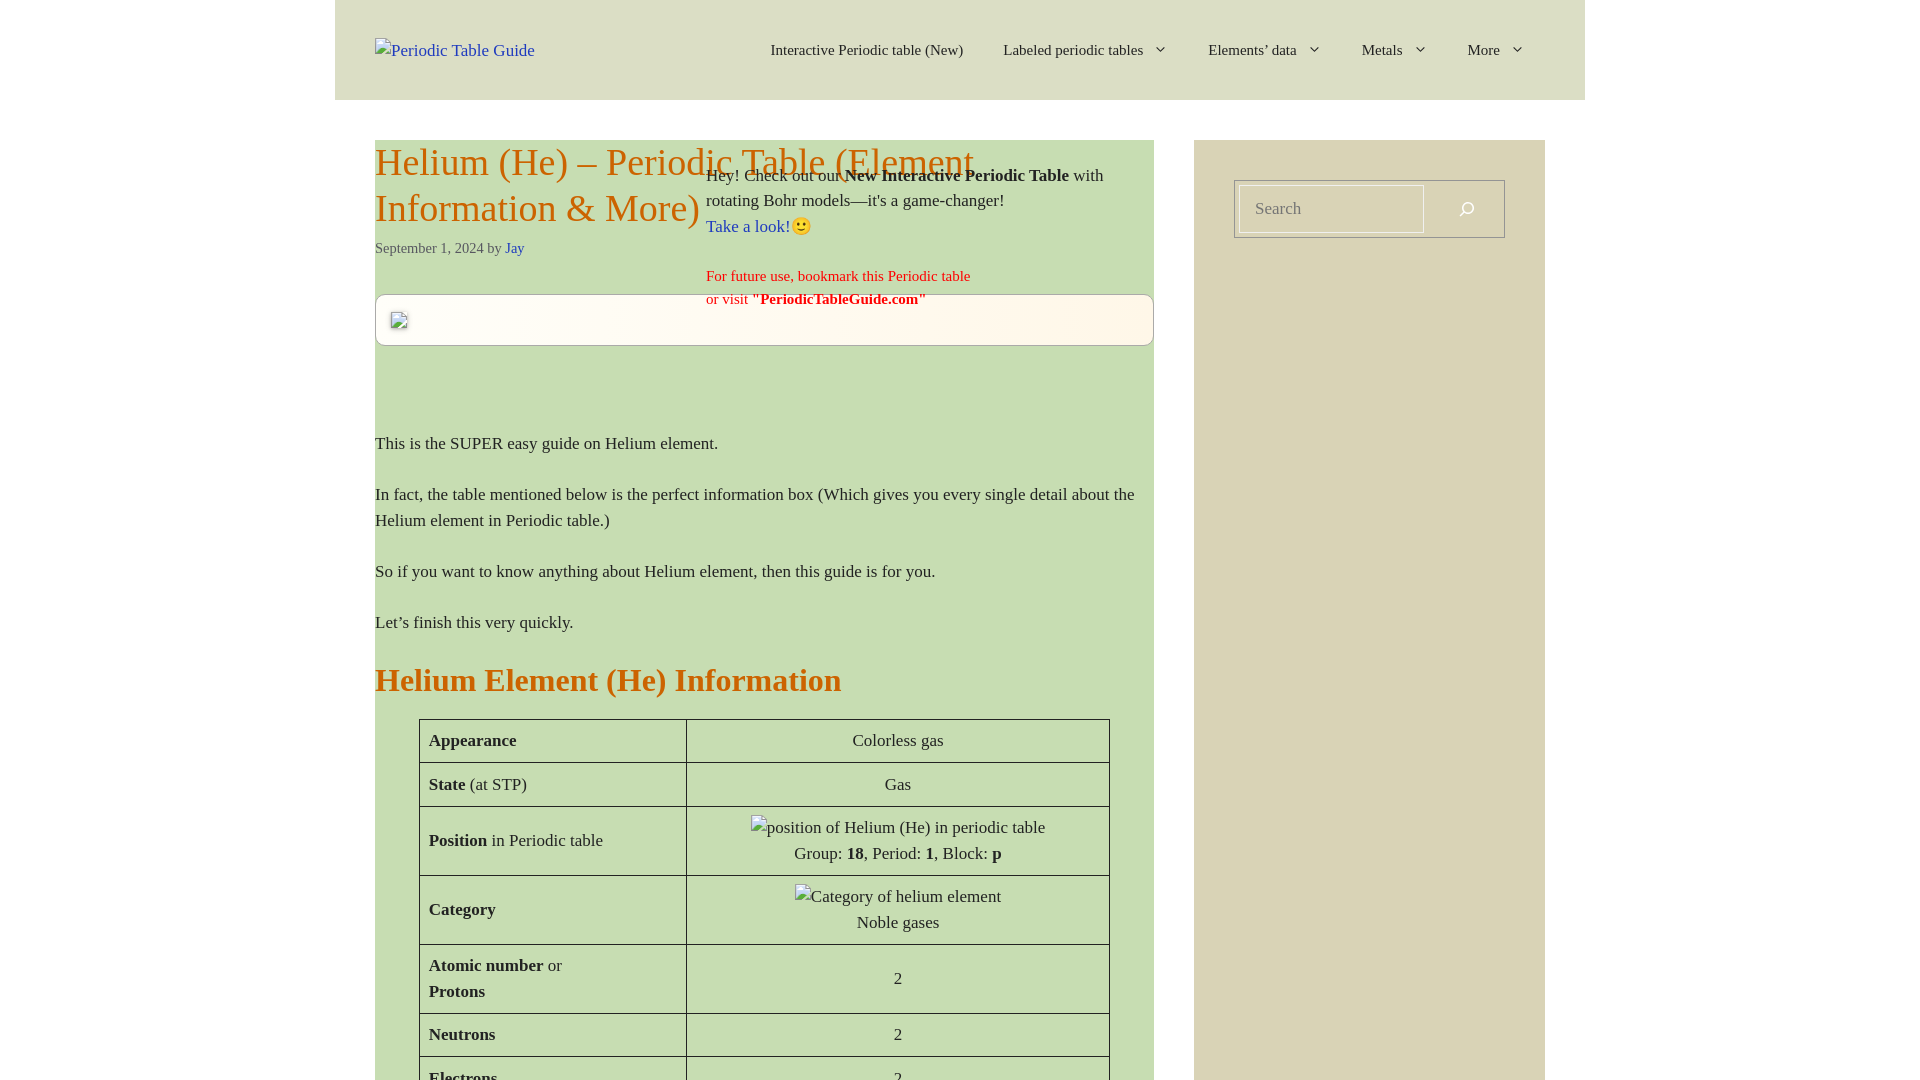 Periodic Table Guide
Interactive Periodic table (New)
Labeled periodic tables
Elements’ data
Metals
More
Helium (He) – Periodic Table (Element
Information & More)
September 1, 2024 by Jay
Hey! Check out our New Interactive Periodic Table with
rotating Bohr models—it's a game-changer!
Take a look!🙂
For future use, bookmark this Periodic table
or visit "PeriodicTableGuide.com"
Search
This is the SUPER easy guide on Helium element.
In fact, the table mentioned below is the perfect information box (Which gives you every single detail about the
Helium element in Periodic table.)
So if you want to know anything about Helium element, then this guide is for you.
Let’s finish this very quickly.
Helium Element (He) Information
Appearance
Colorless gas
State (at STP)
Gas
Position in Periodic table
position of Helium (He) in periodic table
Group: 18, Period: 1, Block: p
Category
Category of helium element
Noble gases
Atomic number or
Protons
2
Neutrons
2
Electrons
2